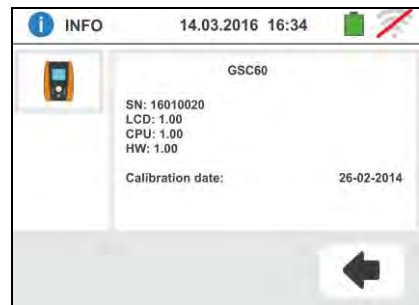 INFO 14.03.2016 16:34
GSC60
SN: 16010020
LCD: 1.00
CPU: 1.00
HW: 1.00
Calibration date: 26-02-2014